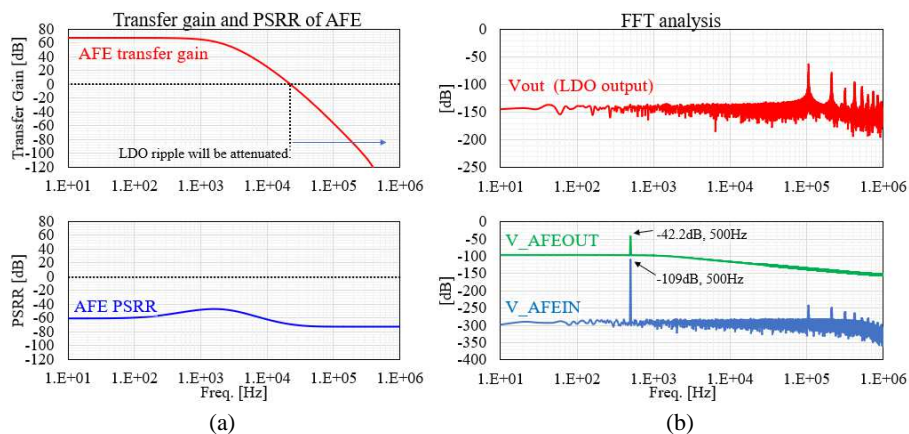 Transfer gain and PSRR of AFE
Transfer Gain [dB]
80
60
40
20
0
-20
-40
-60
-80
-100
-120
AFE transfer gain
LDO ripple will be attenuated
1.E+01 1.E+02 1.E+03 1.E+04 1.E+05 1.E+06
PSRR [dB]
80
60
40
20
0
-20
-40
-60
-80
-100
-120
AFE PSRR
1.E+01 1.E+02 1.E+03 1.E+04 1.E+05 1.E+06
Freq. [Hz]
(a)
FFT analysis
[dB]
0
-50
-100
-150
-200
-250
Vout (LDO output)
1.E+01 1.E+02 1.E+03 1.E+04 1.E+05 1.E+06
[dB]
0
-50
-100
-150
-200
-250
-300
-350
-400
V_AFEOUT
-42.2dB, 500Hz
-109dB, 500Hz
V_AFEIN
1.E+01 1.E+02 1.E+03 1.E+04 1.E+05 1.E+06
Freq. [Hz]
(b)